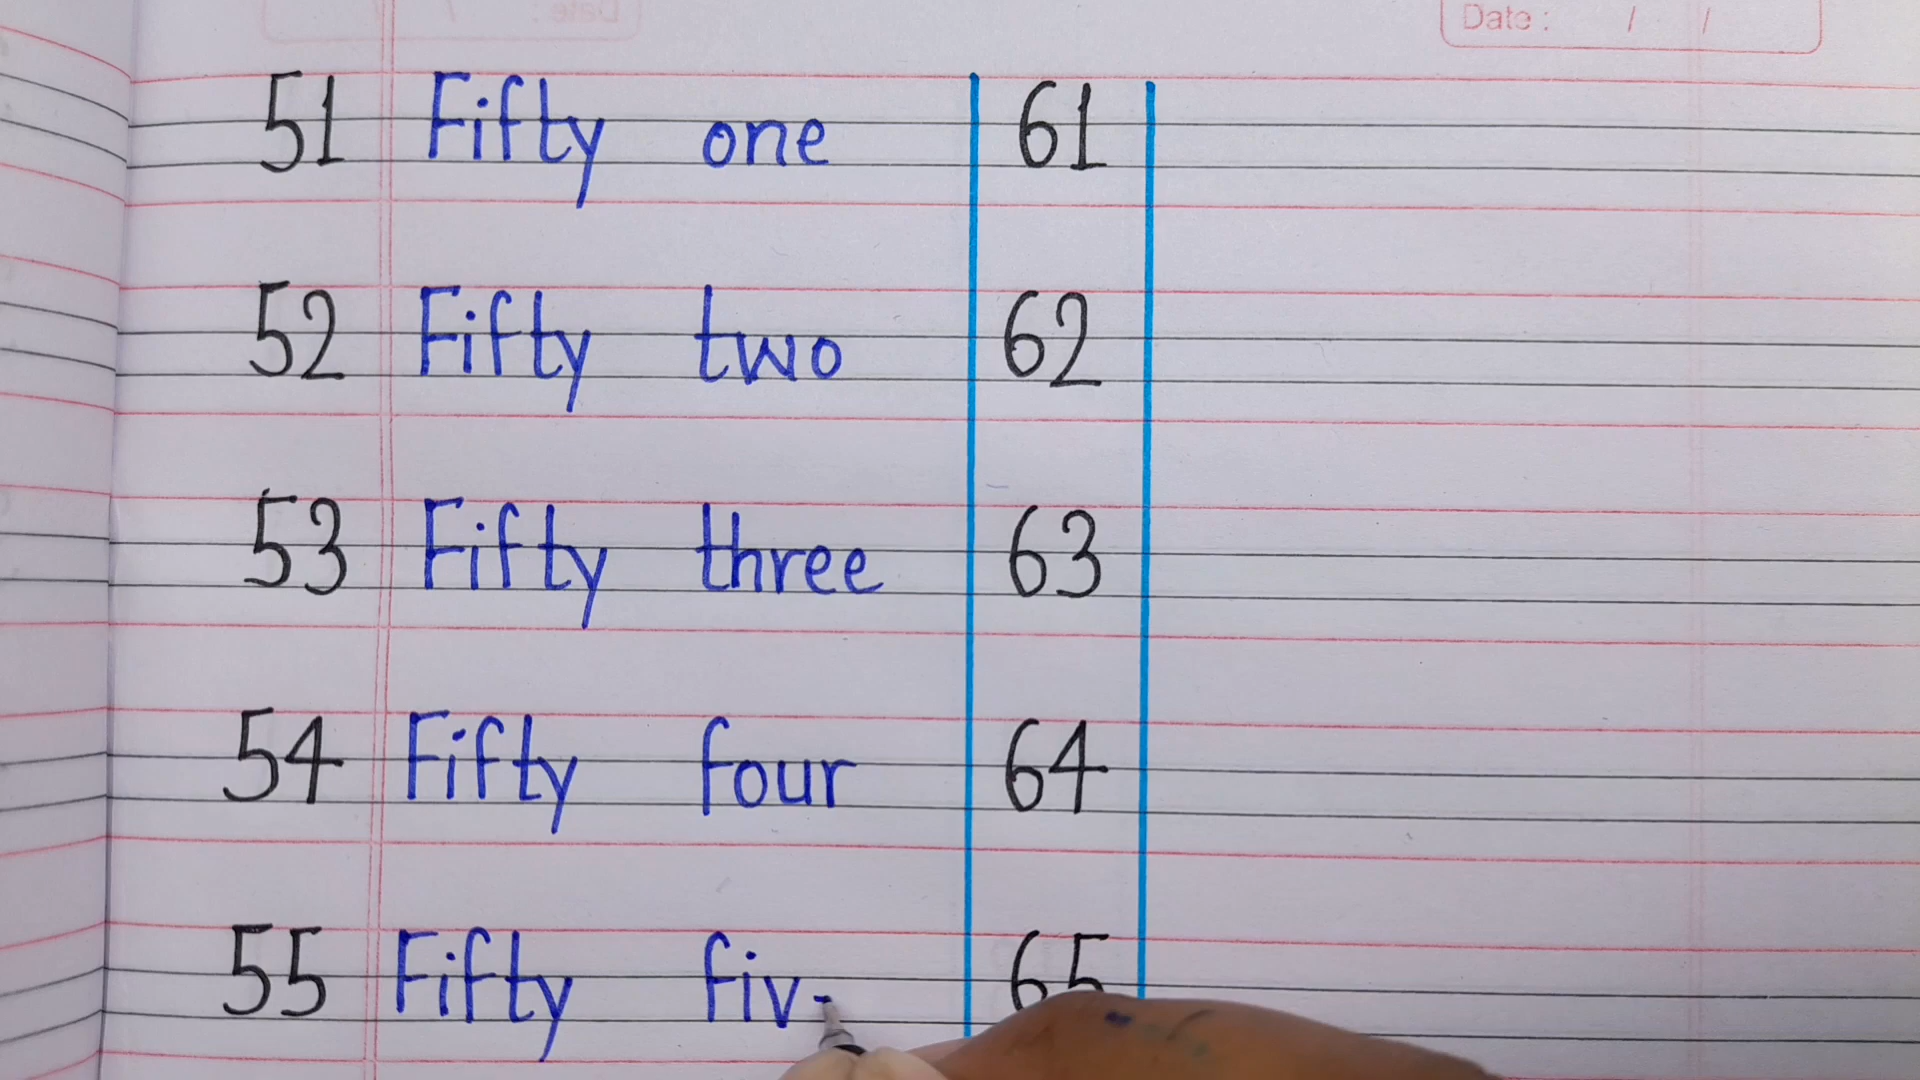 Date : / /
51 Fifty one 61
52 Fifty two 62
53 Fifty three 63
54 Fifty four 64
55 Fifty fiv 65